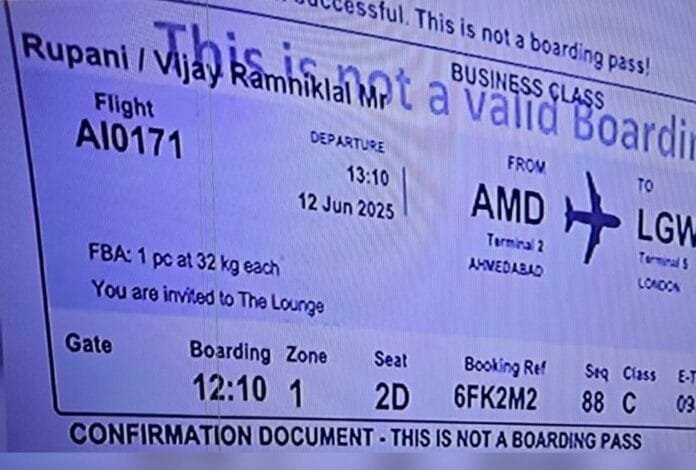 uccessful. This is not a boarding pass!
This is not a Valid Boardi
Rupani / Vijay Ramniklal Mr
BUSINESS CLASS
Flight
AI0171
DEPARTURE
13:10
12 Jun 2025
FROM
AMD
Terminal 2
AHMEDABAD
TO
LGW
Terminal S
LONDON
FBA: 1 pc at 32 kg each
You are invited to The Lounge
Gate Boarding Zone Seat Booking Ref Seq Class E-T
12:10 1 2D 6FK2M2 88 C
CONFIRMATION DOCUMENT - THIS IS NOT A BOARDING PASS